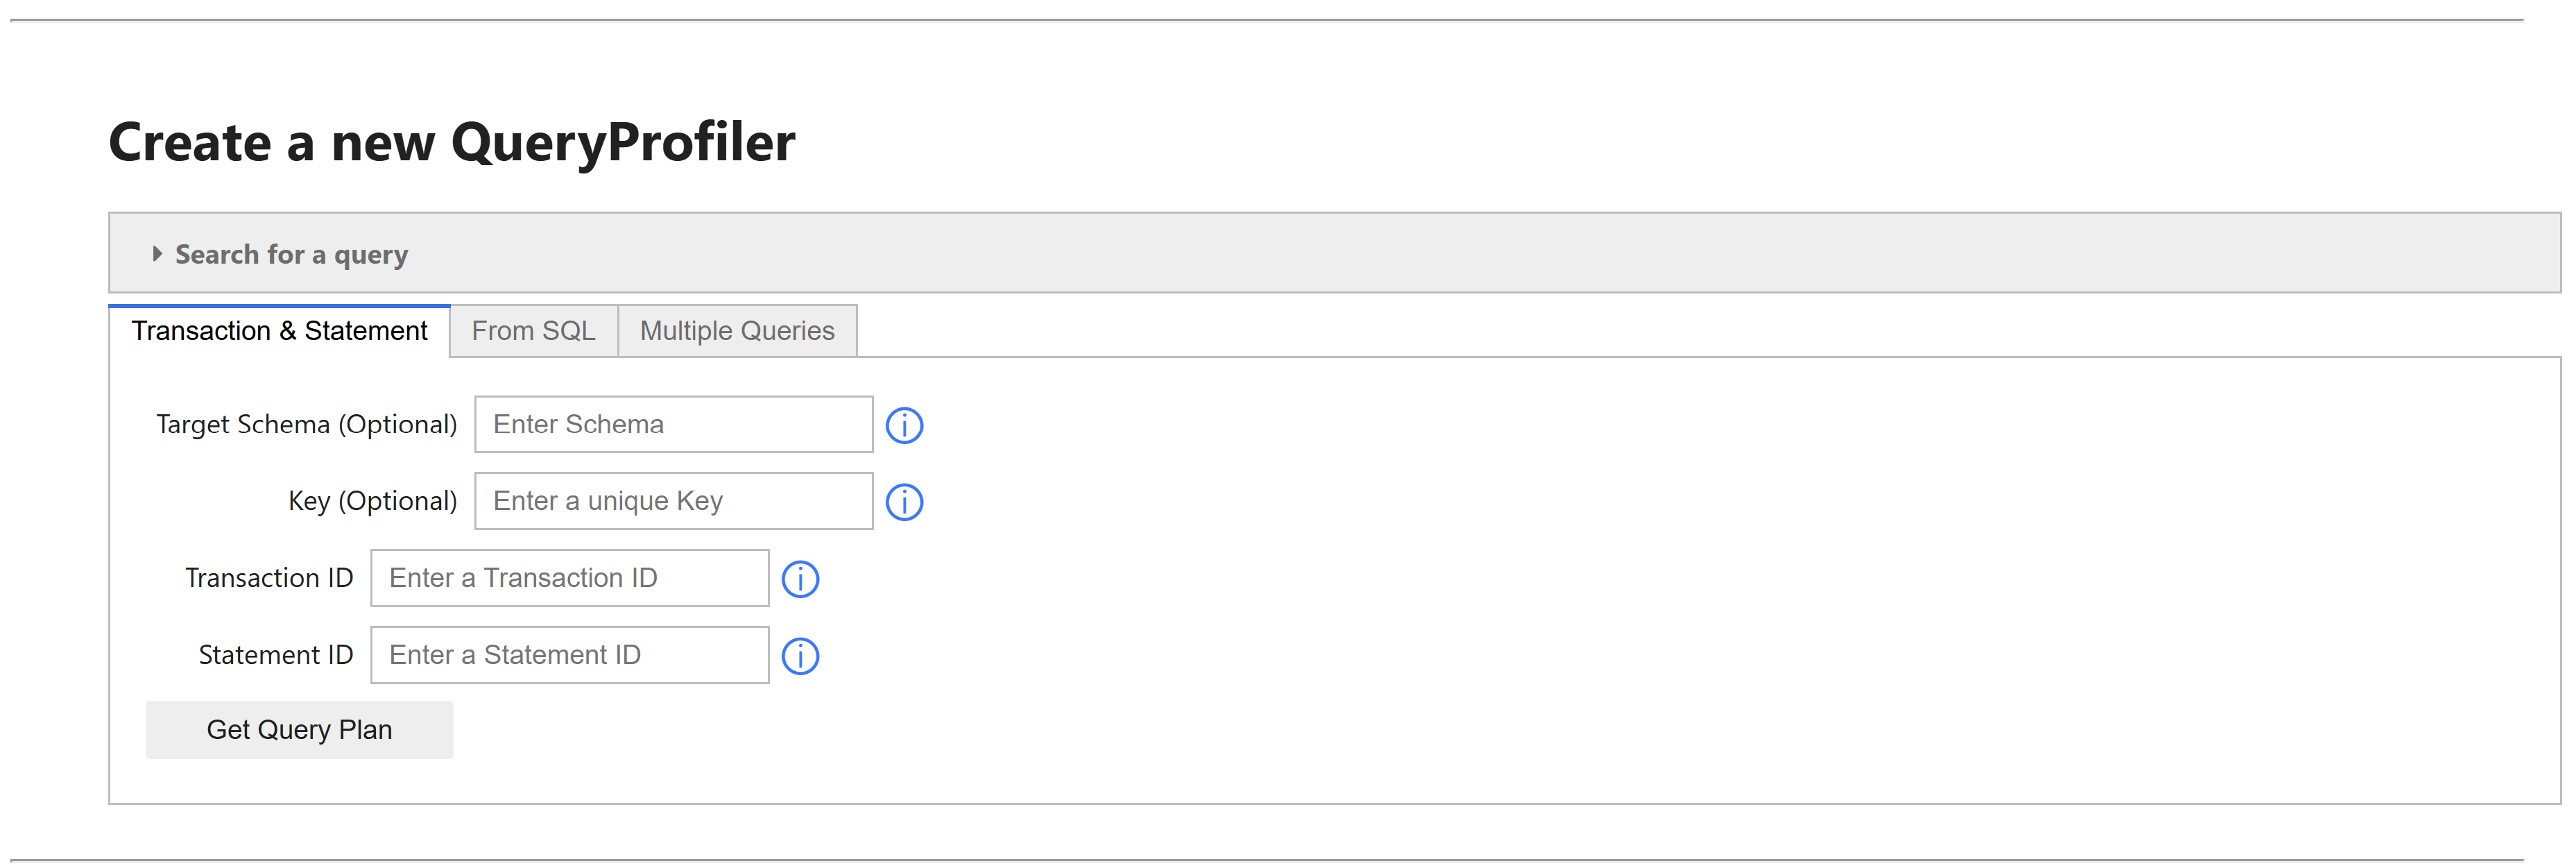 Create a new QueryProfiler
Search for a query
Transaction & Statement From SQL Multiple Queries
Target Schema (Optional) Enter Schema
Key (Optional) Enter a unique Key
Transaction ID Enter a Transaction ID
Statement ID Enter a Statement ID
Get Query Plan